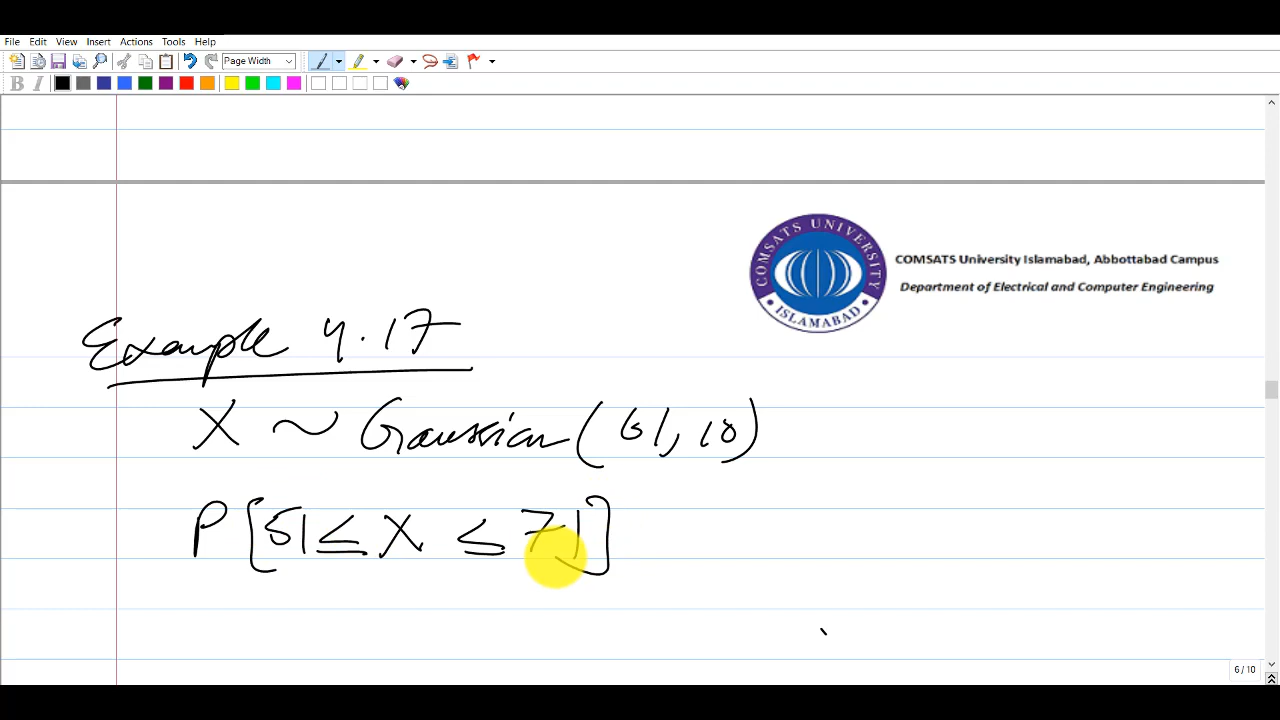 File Edit View Insert Actions Tools Help
Page Width
B I
COMSATS UNIVERSITY
ISLAMABAD
COMSATS University Islamabad, Abbottabad Campus
Department of Electrical and Computer Engineering
Example 4.17
X ~ Gaussian(61, 10)
P[51 ≤ X ≤ 71]
6 / 10